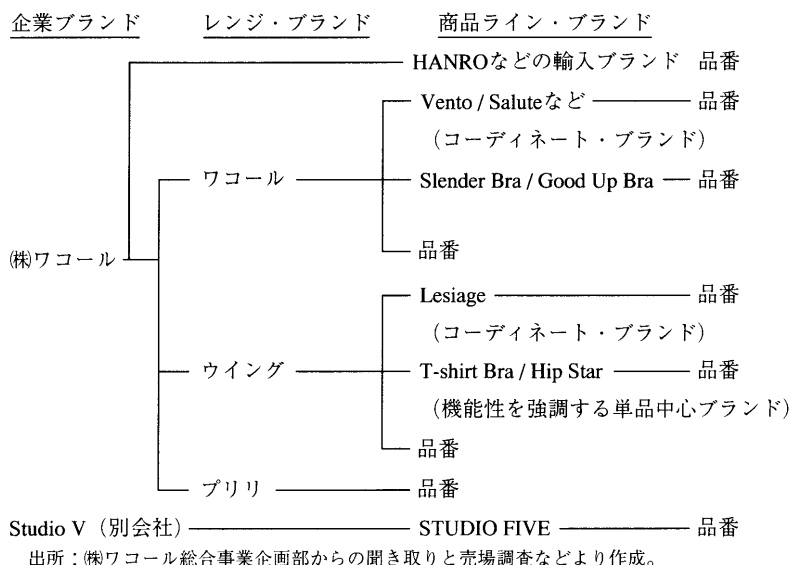 企業ブランド レンジ・ブランド 商品ライン・ブランド
HANROなどの輸入ブランド 品番
Vento / Saluteなど 品番
(コーディネート・ブランド)
ワコール Slender Bra / Good Up Bra 品番
品番
㈱ワコール
Lesiage 品番
(コーディネート・ブランド)
ウイング T-shirt Bra / Hip Star 品番
(機能性を強調する単品中心ブランド)
品番
プリリ 品番
Studio V(別会社) STUDIO FIVE 品番
出所:㈱ワコール総合事業企画部からの聞き取りと売場調査などより作成。